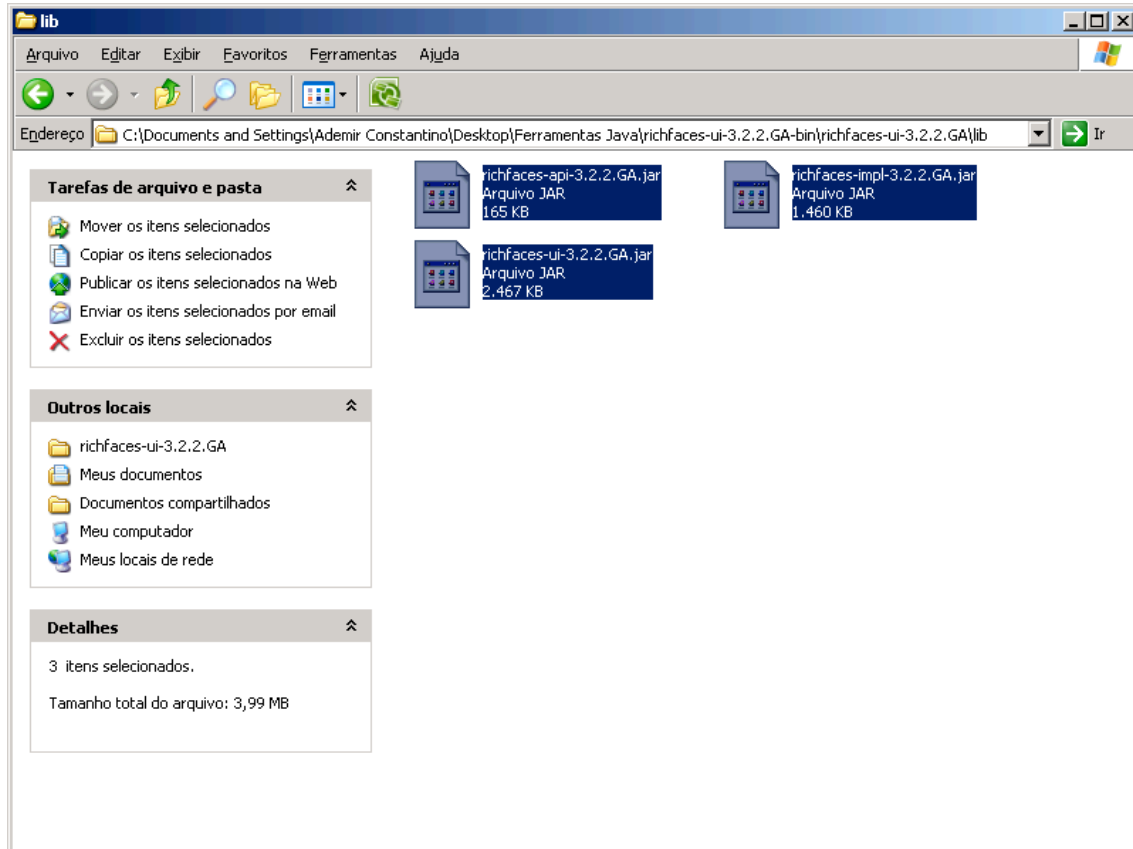 lib
Arquivo Editar Exibir Favoritos Ferramentas Ajuda
Endereço C:\Documents and Settings\Ademir Constantino\Desktop\Ferramentas Java\richfaces-ui-3.2.2.GA-bin\richfaces-ui-3.2.2.GA\lib Ir
Tarefas de arquivo e pasta
Mover os itens selecionados
Copiar os itens selecionados
Publicar os itens selecionados na Web
Enviar os itens selecionados por email
Excluir os itens selecionados
Outros locais
richfaces-ui-3.2.2.GA
Meus documentos
Documentos compartilhados
Meu computador
Meus locais de rede
Detalhes
3 itens selecionados.
Tamanho total do arquivo: 3,99 MB
richfaces-api-3.2.2.GA.jar
Arquivo JAR
165 KB
richfaces-impl-3.2.2.GA.jar
Arquivo JAR
1.460 KB
richfaces-ui-3.2.2.GA.jar
Arquivo JAR
2.467 KB